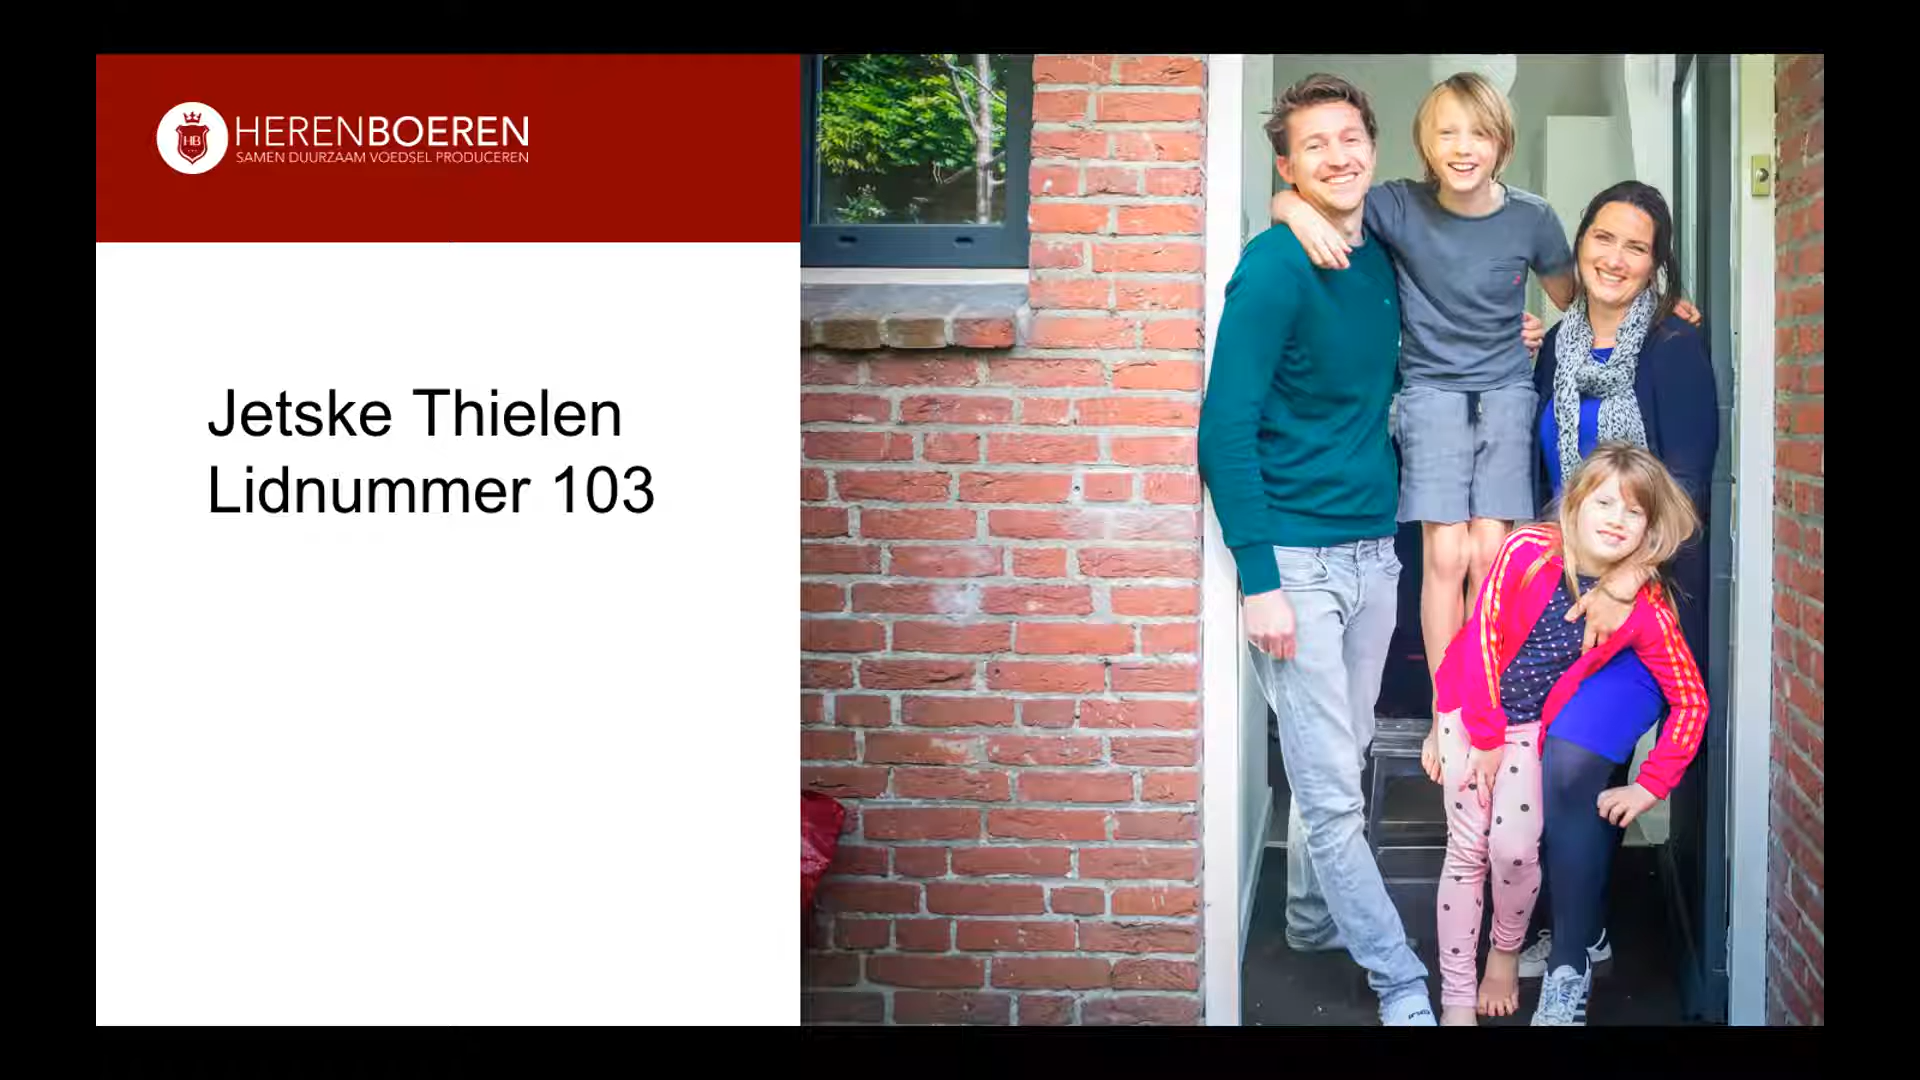 HB
HERENBOEREN
SAMEN DUURZAAM VOEDSEL PRODUCEREN
Jetske Thielen
Lidnummer 103